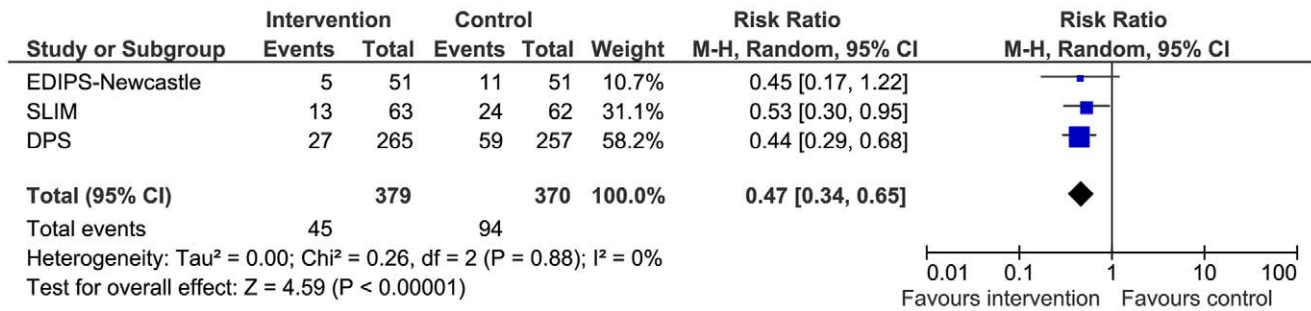 Intervention Control Risk Ratio Risk Ratio
Study or Subgroup Events Total Events Total Weight M-H, Random, 95% CI M-H, Random, 95% CI
EDIPS-Newcastle 5 51 11 51 10.7% 0.45 [0.17, 1.22]
SLIM 13 63 24 62 31.1% 0.53 [0.30, 0.95]
DPS 27 265 59 257 58.2% 0.44 [0.29, 0.68]
Total (95% CI) 379 370 100.0% 0.47 [0.34, 0.65]
Total events 45 94
Heterogeneity: Tau² = 0.00; Chi² = 0.26, df = 2 (P = 0.88); I² = 0%
Test for overall effect: Z = 4.59 (P < 0.00001)
0.01 0.1 1 10 100
Favours intervention Favours control